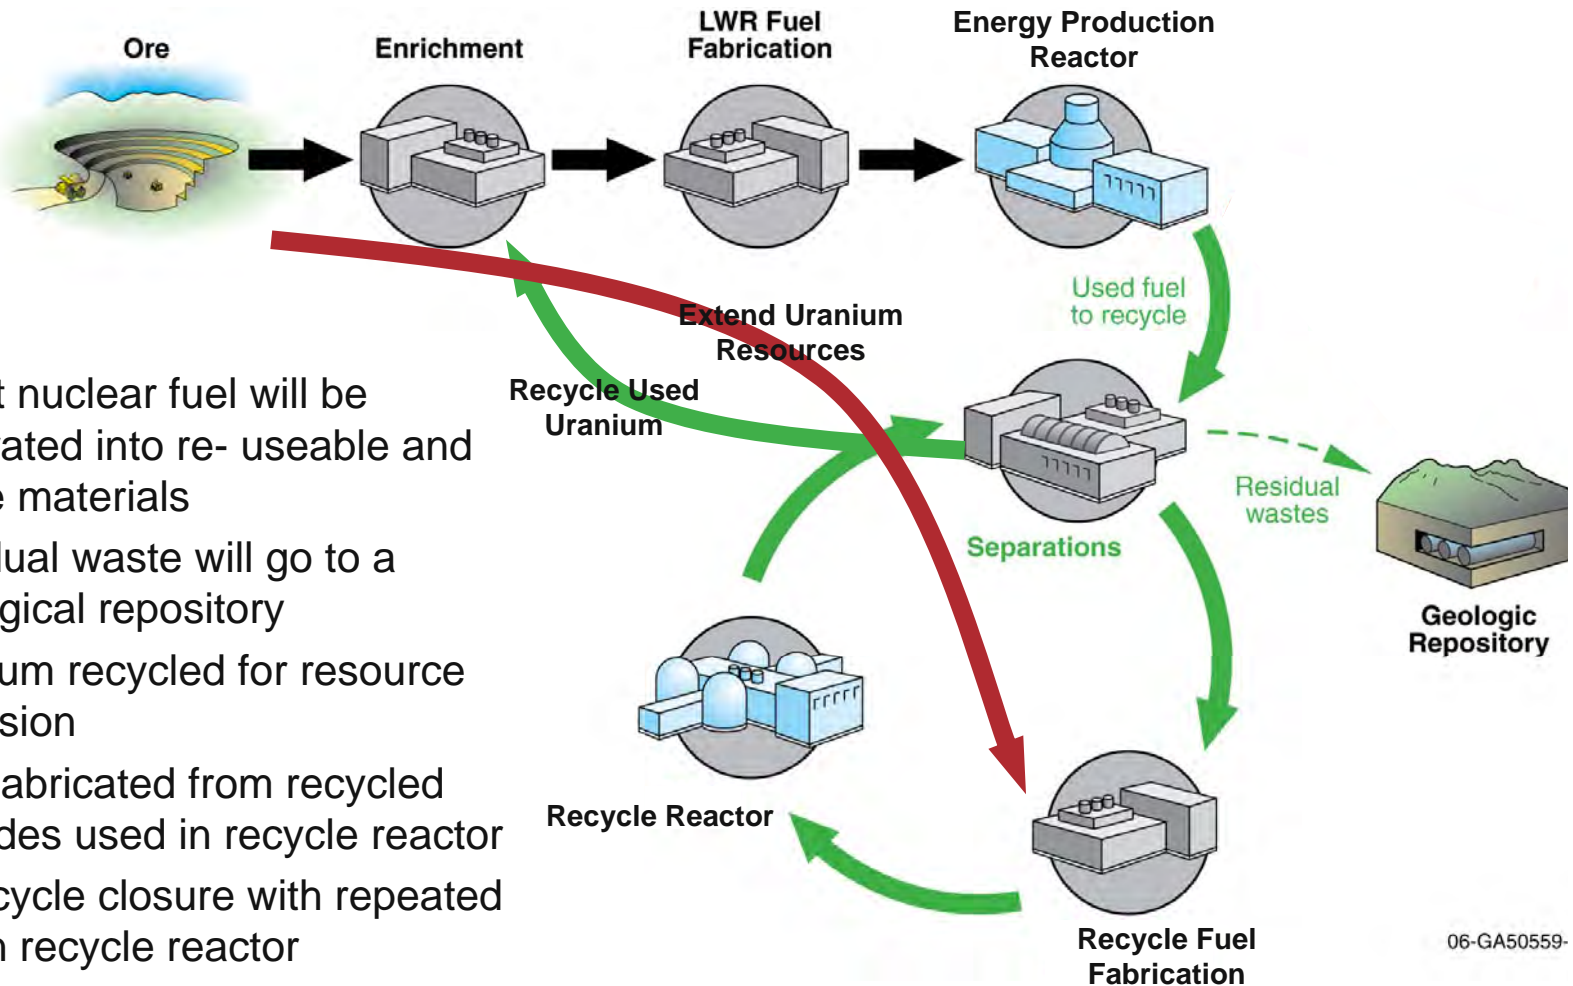 Ore
Enrichment
LWR Fuel
Fabrication
Energy Production
Reactor
Used fuel
to recycle
Extend Uranium
Resources
Recycle Used
Uranium
Separations
Residual
wastes
Geologic
Repository
Recycle Reactor
Recycle Fuel
Fabrication
t nuclear fuel will be
ated into re- useable and
e materials
dual waste will go to a
gical repository
um recycled for resource
sion
abricated from recycled
des used in recycle reactor
cycle closure with repeated
n recycle reactor
06-GA50559-